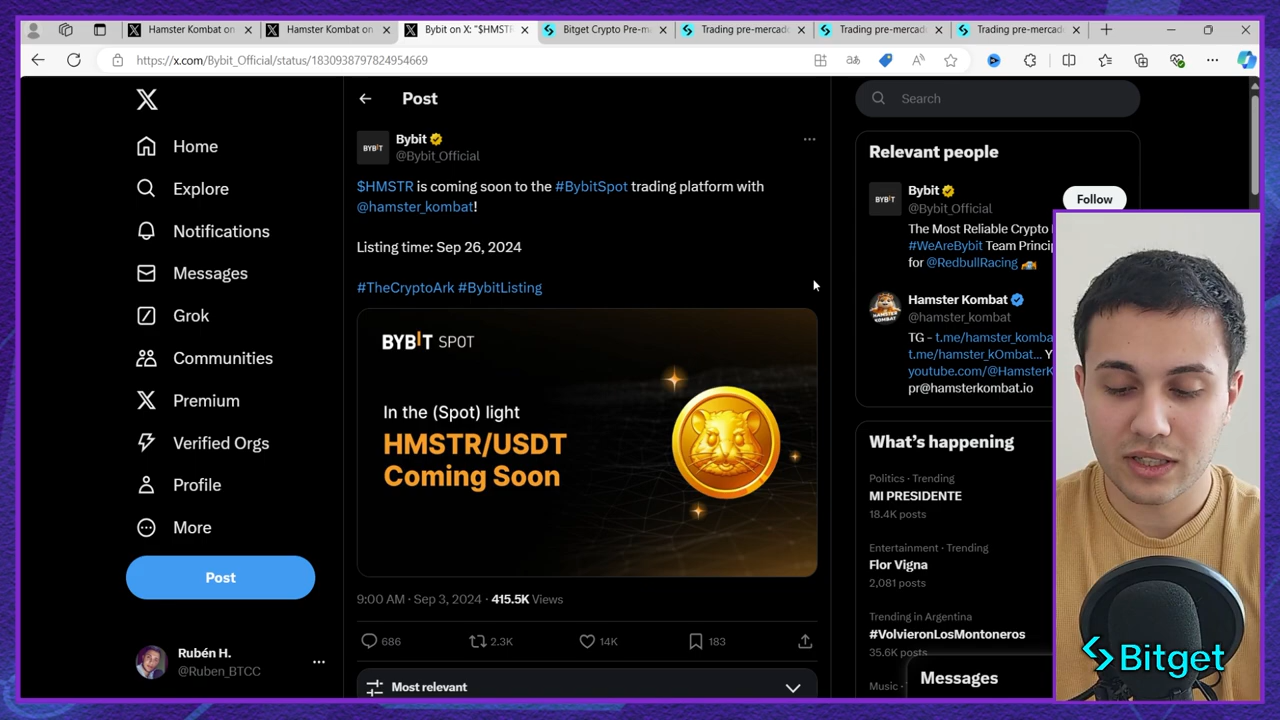 Hamster Kombat on
Hamster Kombat on
Bybit on X: "$HMSTR
Bitget Crypto Pre-m
Trading pre-mercado
Trading pre-mercado
Trading pre-mercado
https://x.com/Bybit_Official/status/1830938797824954669
Home
Explore
Notifications
Messages
Grok
Communities
Premium
Verified Orgs
Profile
More
Post
Rubén H.
@Ruben_BTCC
Post
BYBIT
Bybit
@Bybit_Official
$HMSTR is coming soon to the #BybitSpot trading platform with
@hamster_kombat!
Listing time: Sep 26, 2024
#TheCryptoArk #BybitListing
BYBIT SPOT
In the (Spot) light
HMSTR/USDT
Coming Soon
9:00 AM · Sep 3, 2024 · 415.5K Views
686 2.3K 14K 183
Most relevant
Search
Relevant people
BYBIT
Bybit
@Bybit_Official
Follow
The Most Reliable Crypto
#WeAreBybit Team Princip
for @RedbullRacing
Hamster Kombat
@hamster_kombat
TG - t.me/hamster_komba
t.me/hamster_kOmbat... Y
youtube.com/@HamsterK
pr@hamsterkombat.io
What's happening
Politics · Trending
MI PRESIDENTE
18.4K posts
Entertainment · Trending
Flor Vigna
2,081 posts
Trending in Argentina
#VolvieronLosMontoneros
35.6K posts
Music ·
Messages
Bitget